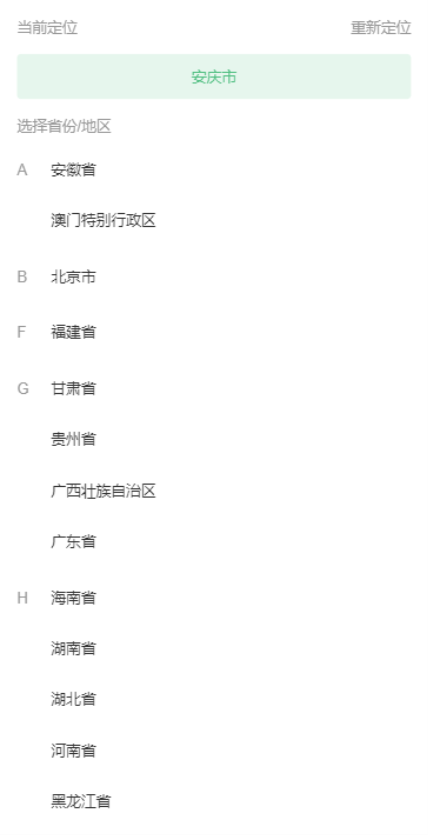 当前定位 重新定位
安庆市
选择省份/地区
A 安徽省
澳门特别行政区
B 北京市
F 福建省
G 甘肃省
贵州省
广西壮族自治区
广东省
H 海南省
湖南省
湖北省
河南省
黑龙江省